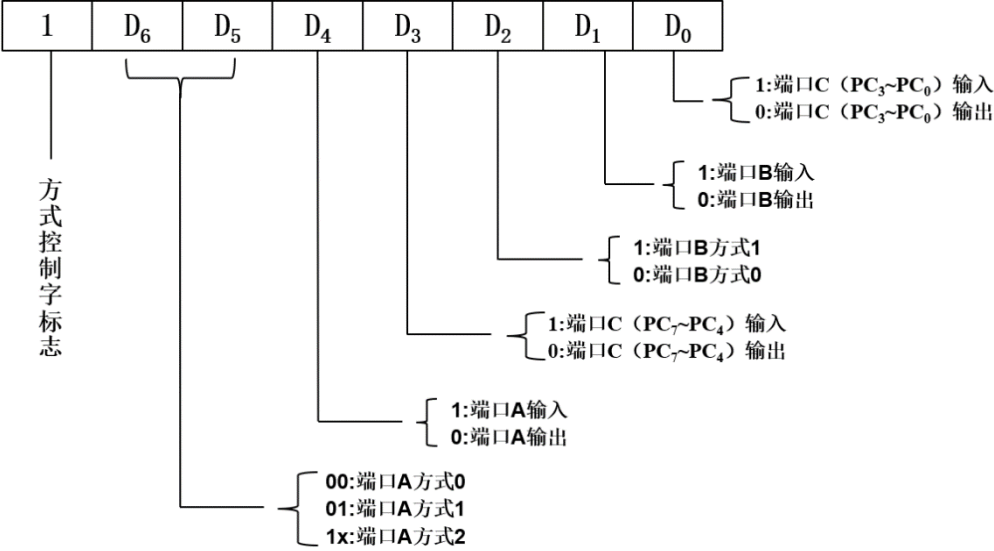 1 D₆ D₅ D₄ D₃ D₂ D₁ D₀
1:端口C（PC₃~PC₀）输入
0:端口C（PC₃~PC₀）输出
1:端口B输入
0:端口B输出
方式控制字标志
1:端口B方式1
0:端口B方式0
1:端口C（PC₇~PC₄）输入
0:端口C（PC₇~PC₄）输出
1:端口A输入
0:端口A输出
00:端口A方式0
01:端口A方式1
1x:端口A方式2